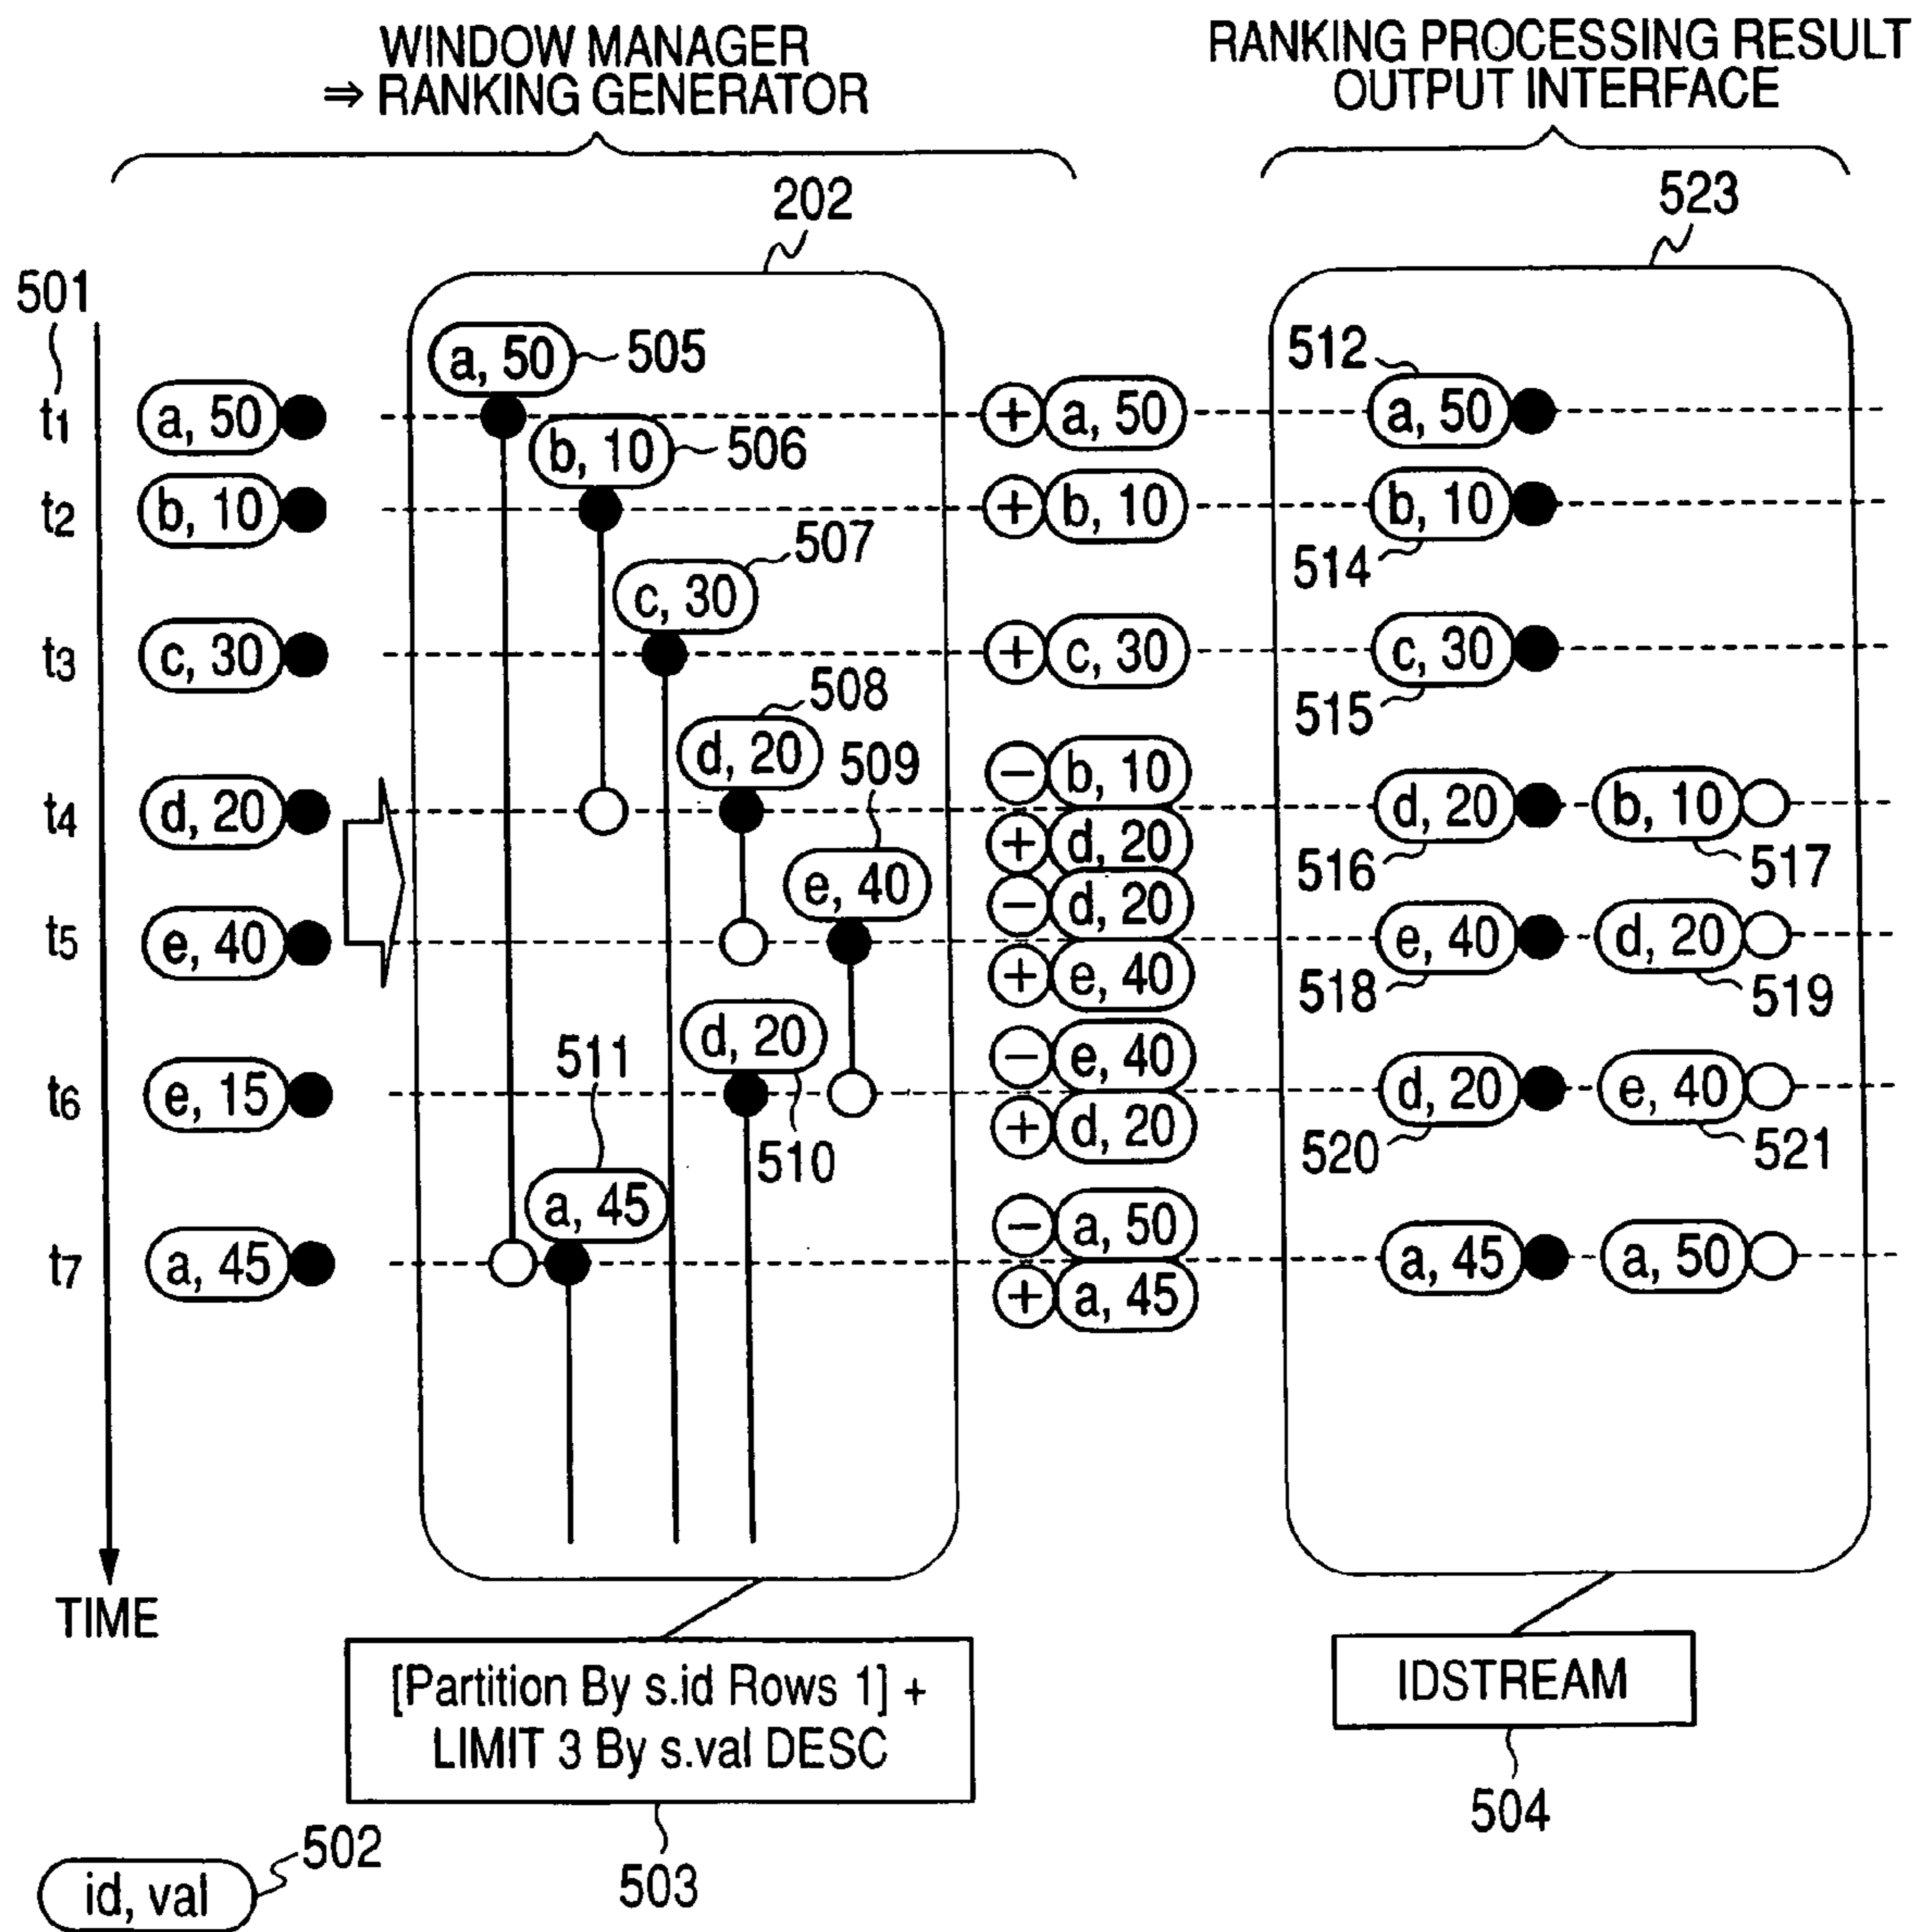 WINDOW MANAGER
⇒ RANKING GENERATOR
RANKING PROCESSING RESULT
OUTPUT INTERFACE
202
523
501
a, 50
505
512
t1
a, 50
+
a, 50
a, 50
b, 10
506
t2
b, 10
+
b, 10
b, 10
514
507
c, 30
t3
c, 30
+
c, 30
c, 30
515
508
d, 20
509
−
b, 10
t4
d, 20
d, 20
b, 10
+
d, 20
516
517
e, 40
−
d, 20
t5
e, 40
e, 40
d, 20
+
e, 40
518
519
d, 20
511
−
e, 40
t6
e, 15
d, 20
e, 40
+
d, 20
510
520
521
a, 45
−
a, 50
t7
a, 45
a, 45
a, 50
+
a, 45
TIME
[Partition By s.id Rows 1] +
LIMIT 3 By s.val DESC
IDSTREAM
504
503
502
id, val